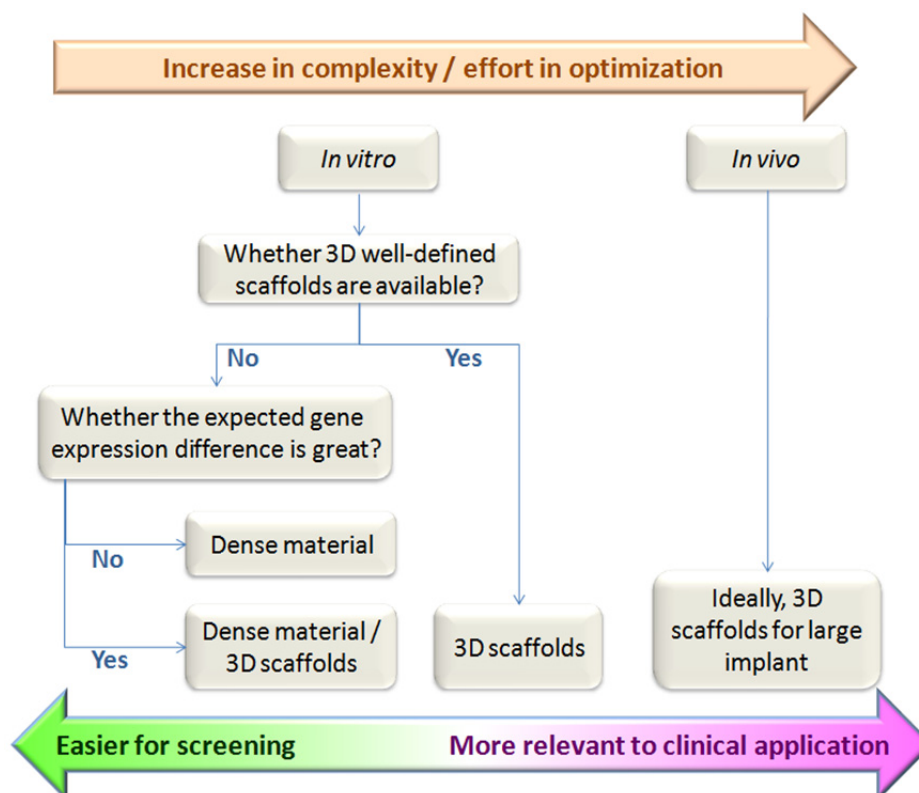 Increase in complexity / effort in optimization
In vitro
In vivo
Whether 3D well-defined
scaffolds are available?
No
Yes
Whether the expected gene
expression difference is great?
No
Dense material
Yes
Dense material /
3D scaffolds
3D scaffolds
Ideally, 3D
scaffolds for large
implant
Easier for screening
More relevant to clinical application